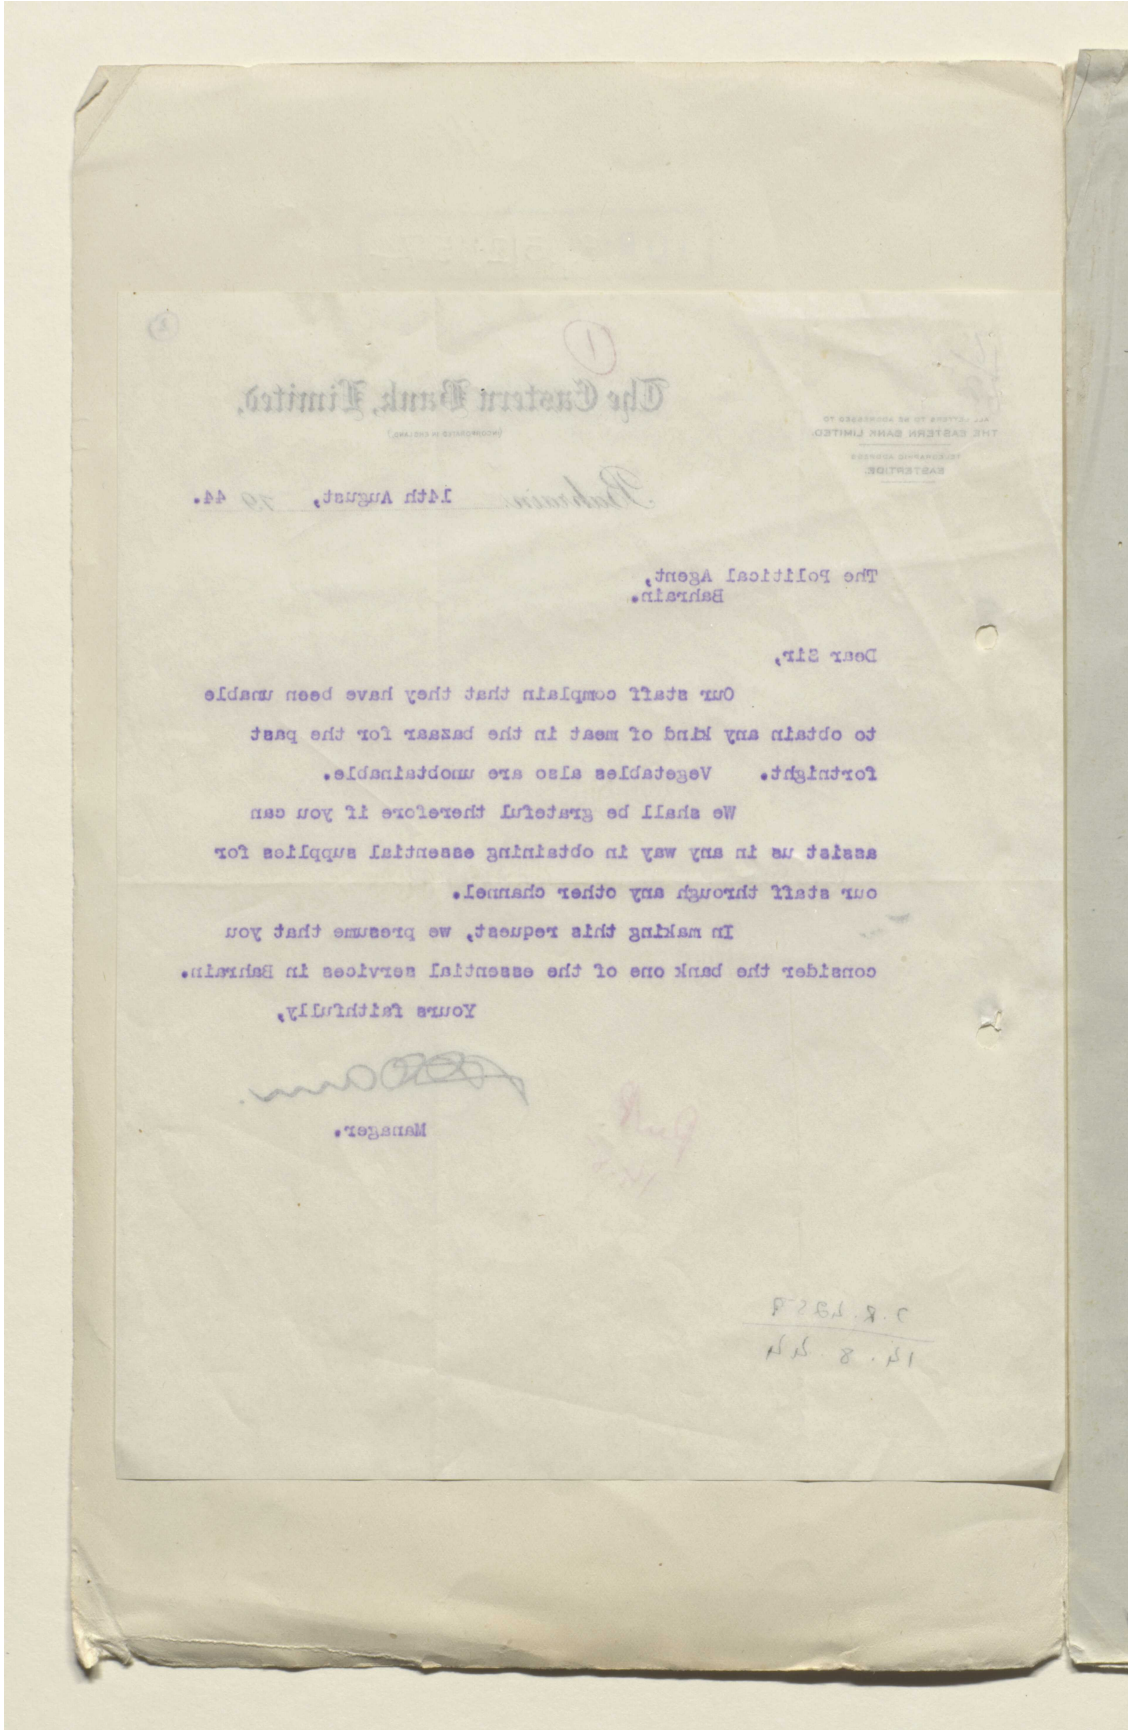 1
2
The Eastern Bank, Limited.
(INCORPORATED IN ENGLAND.)
ALL LETTERS TO BE ADDRESSED TO
THE EASTERN BANK LIMITED.
TELEGRAPHIC ADDRESS
EASTERTIDE.
Bahrain 14th August, 19 44.
The Political Agent,
Bahrain.
Dear Sir,
Our staff complain that they have been unable
to obtain any kind of meat in the bazaar for the past
fortnight. Vegetables also are unobtainable.
We shall be grateful therefore if you can
assist us in any way in obtaining essential supplies for
our staff through any other channel.
In making this request, we presume that you
consider the bank one of the essential services in Bahrain.
Yours faithfully,
Manager.
14.8.44